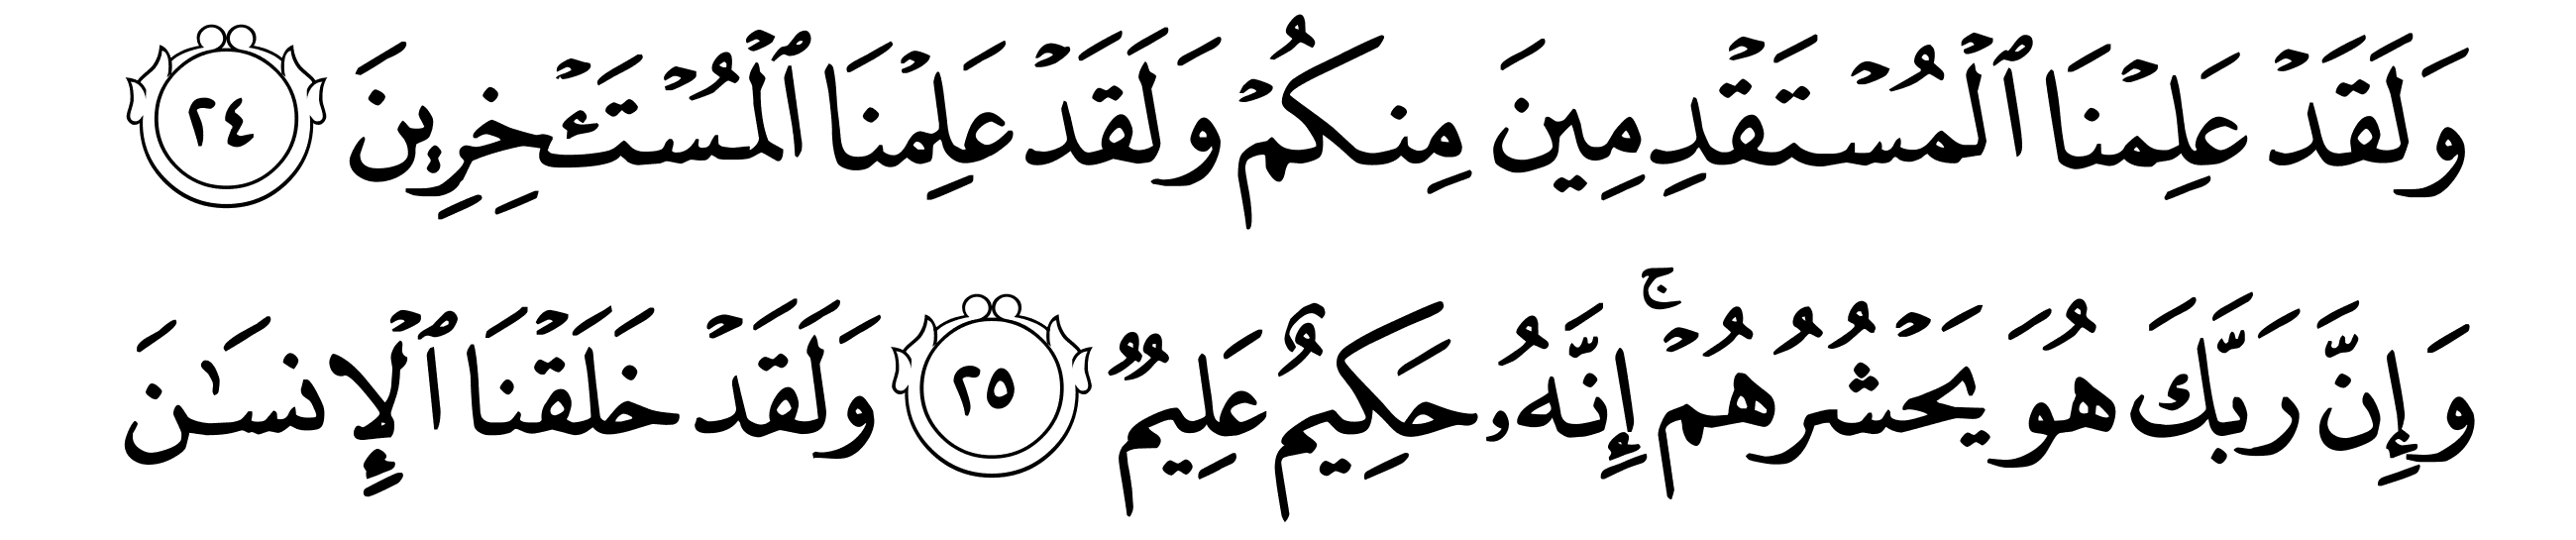 وَلَقَدۡ عَلِمۡنَا ٱلۡمُسۡتَقۡدِمِينَ مِنكُمۡ وَلَقَدۡ عَلِمۡنَا ٱلۡمُسۡتَـٔۡخِرِينَ ٢٤
وَإِنَّ رَبَّكَ هُوَ يَحۡشُرُهُمۡۚ إِنَّهُۥ حَكِيمٌ عَلِيمٞ ٢٥ وَلَقَدۡ خَلَقۡنَا ٱلۡإِنسَٰنَ